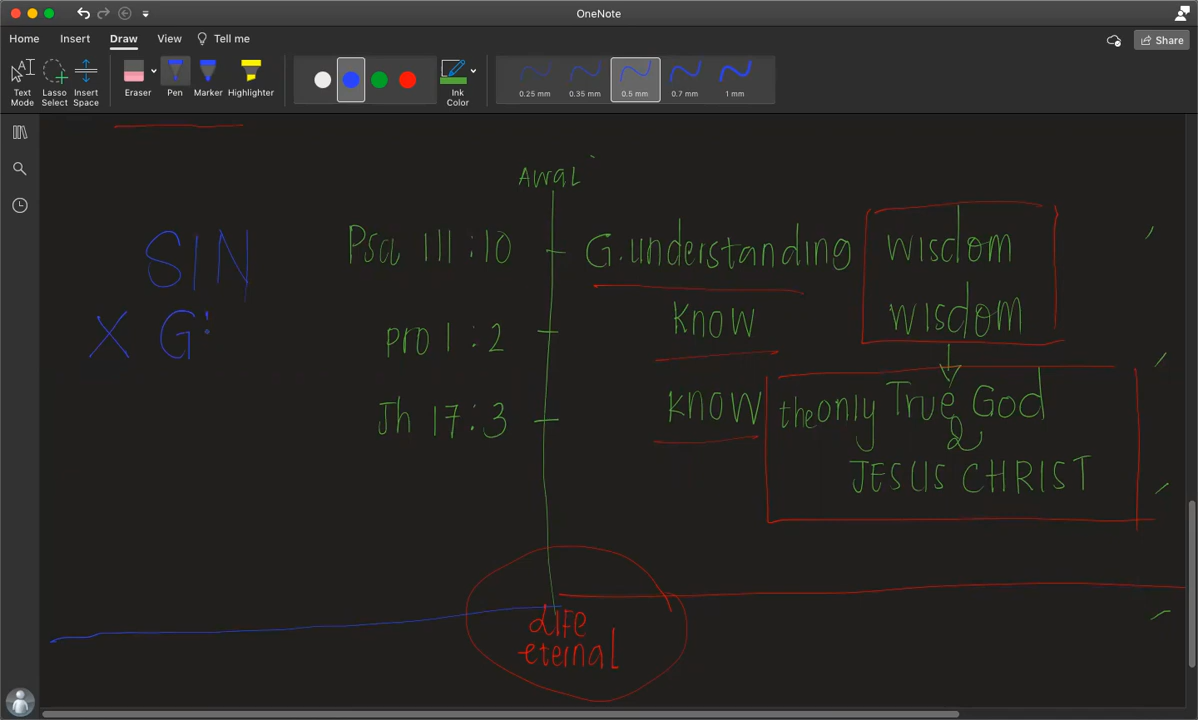 OneNote
Home Insert Draw View Tell me
Share
Text Mode
Lasso Select
Insert Space
Eraser
Pen
Marker
Highlighter
Ink Color
0.25 mm
0.35 mm
0.5 mm
0.7 mm
1 mm
AWAL
SIN
Psa 111 : 10 G. understanding wisdom
X G
pro 1 : 2 KNOW wisdom
Jh 17 : 3 KNOW the only True God
&
JESUS CHRIST
life
eternal